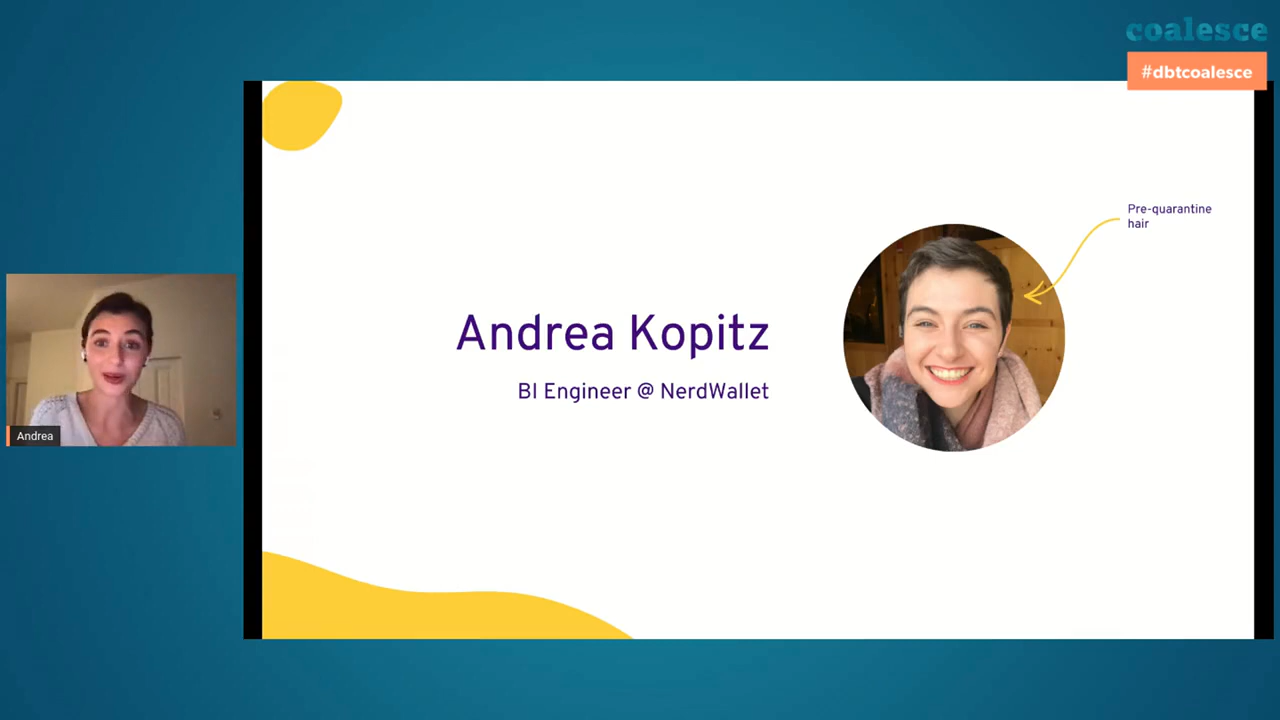 coalesce
#dbtcoalesce
Pre-quarantine
hair
Andrea Kopitz
BI Engineer @ NerdWallet
Andrea